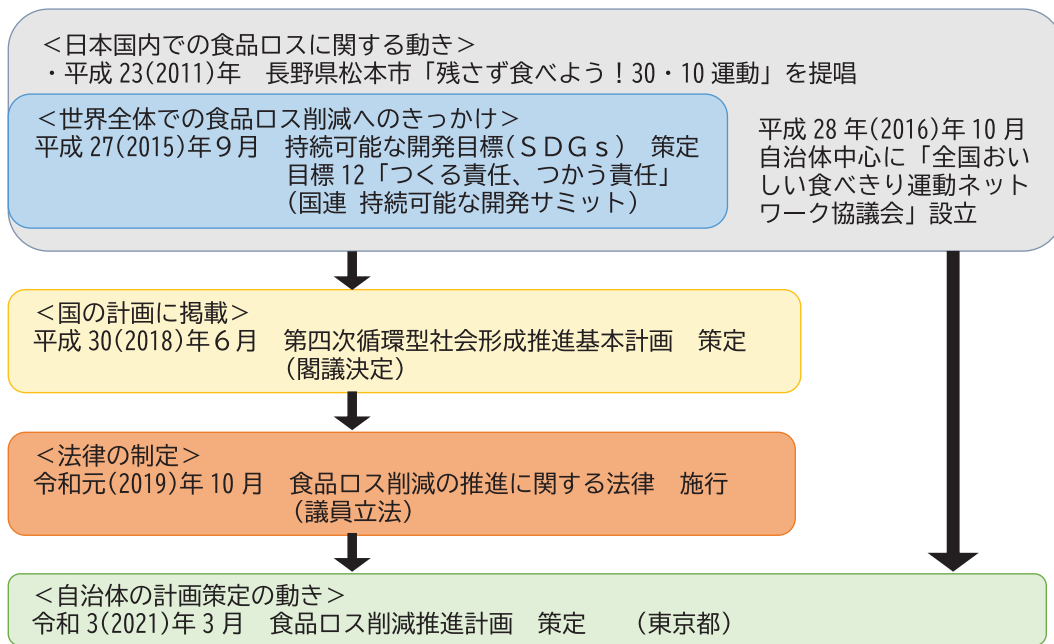 ＜日本国内での食品ロスに関する動き＞
・平成 23(2011)年　長野県松本市「残さず食べよう！30・10 運動」を提唱
＜世界全体での食品ロス削減へのきっかけ＞
平成 27(2015)年９月　持続可能な開発目標(ＳＤＧｓ)　策定
目標 12「つくる責任、つかう責任」
(国連 持続可能な開発サミット)
平成 28 年(2016)年 10 月
自治体中心に「全国おい
しい食べきり運動ネット
ワーク協議会」設立
＜国の計画に掲載＞
平成 30(2018)年６月　第四次循環型社会形成推進基本計画　策定
(閣議決定)
＜法律の制定＞
令和元(2019)年 10 月　食品ロス削減の推進に関する法律　施行
(議員立法)
＜自治体の計画策定の動き＞
令和 3(2021)年 3 月　食品ロス削減推進計画　策定　　(東京都)